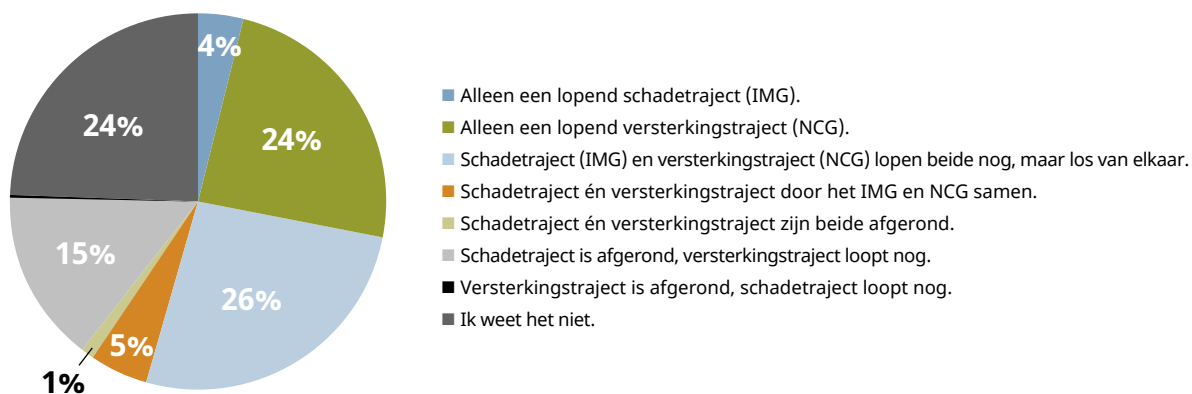 4%
24%
24%
15%
26%
5%
1%
Alleen een lopend schadetraject (IMG).
Alleen een lopend versterkingstraject (NCG).
Schadetraject (IMG) en versterkingstraject (NCG) lopen beide nog, maar los van elkaar.
Schadetraject én versterkingstraject door het IMG en NCG samen.
Schadetraject én versterkingstraject zijn beide afgerond.
Schadetraject is afgerond, versterkingstraject loopt nog.
Versterkingstraject is afgerond, schadetraject loopt nog.
Ik weet het niet.